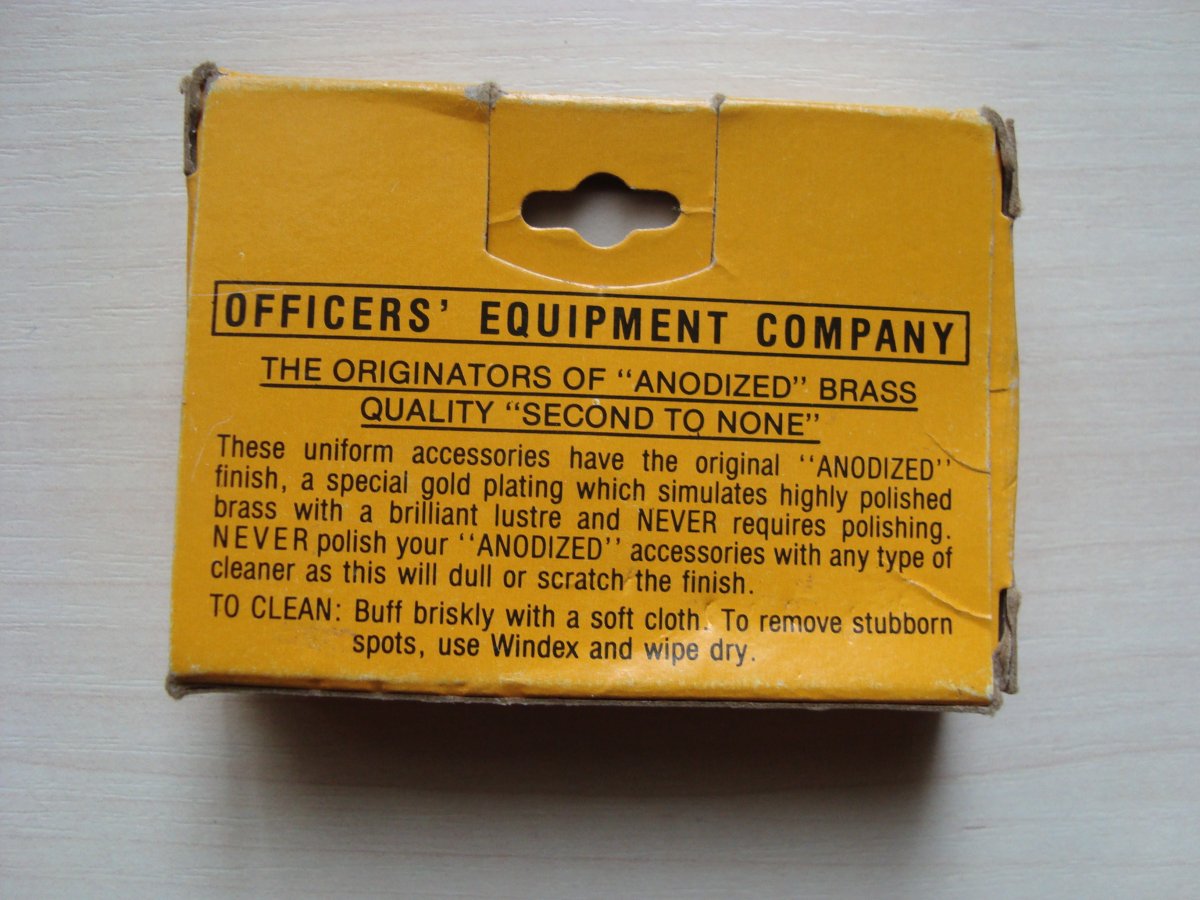 OFFICERS' EQUIPMENT COMPANY
THE ORIGINATORS OF "ANODIZED" BRASS
QUALITY "SECOND TO NONE"
These uniform accessories have the original "ANODIZED"
finish, a special gold plating which simulates highly polished
brass with a brilliant lustre and NEVER requires polishing.
NEVER polish your "ANODIZED" accessories with any type of
cleaner as this will dull or scratch the finish.
TO CLEAN: Buff briskly with a soft cloth. To remove stubborn
spots, use Windex and wipe dry.